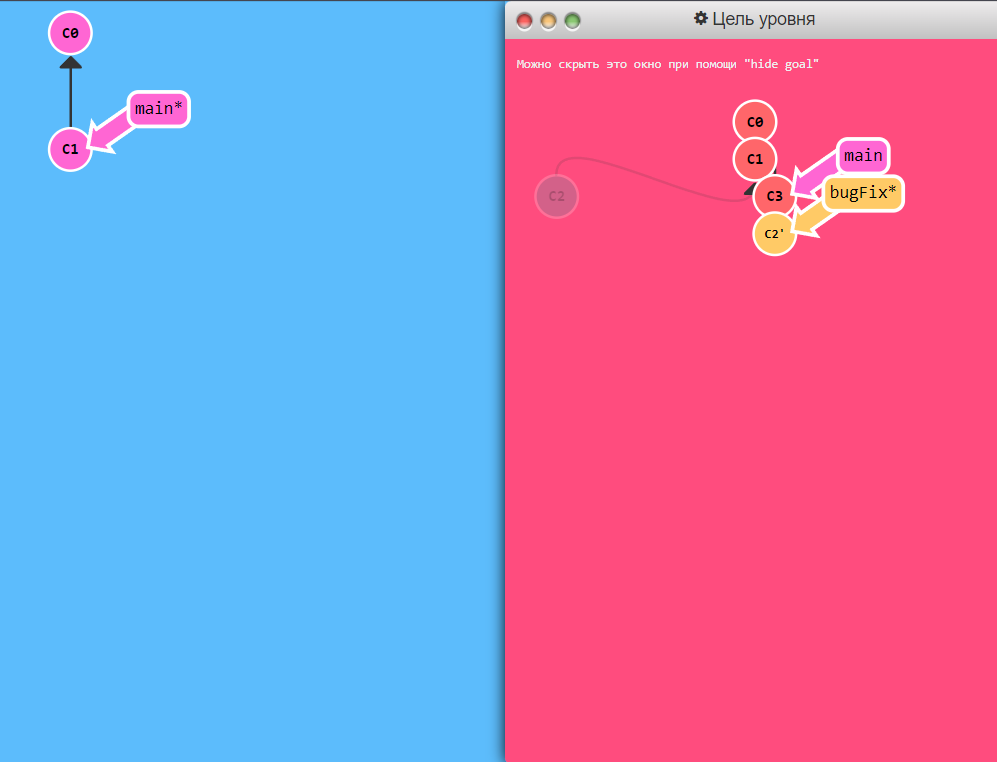 C0
main*
C1
Цель уровня
Можно скрыть это окно при помощи "hide goal"
C0
C1
main
C2
C3
bugFix*
C2'